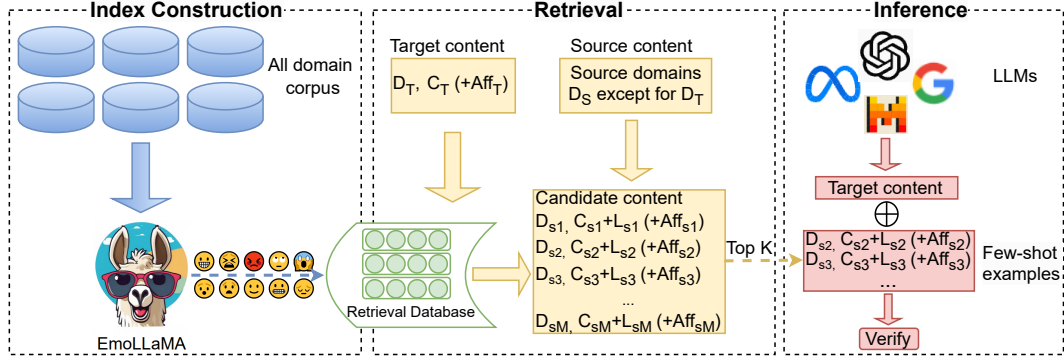 Index Construction
All domain
corpus
EmoLLaMA
Retrieval
Target content
D_T, C_T (+Aff_T)
Source content
Source domains
D_S except for D_T
Retrieval Database
Candidate content
D_s1, C_s1+L_s1 (+Aff_s1)
D_s2, C_s2+L_s2 (+Aff_s2)
D_s3, C_s3+L_s3 (+Aff_s3)
...
D_sM, C_sM+L_sM (+Aff_sM)
Top K
Inference
LLMs
Target content
D_s2, C_s2+L_s2 (+Aff_s2)
D_s3, C_s3+L_s3 (+Aff_s3)
...
Few-shot
examples
Verify